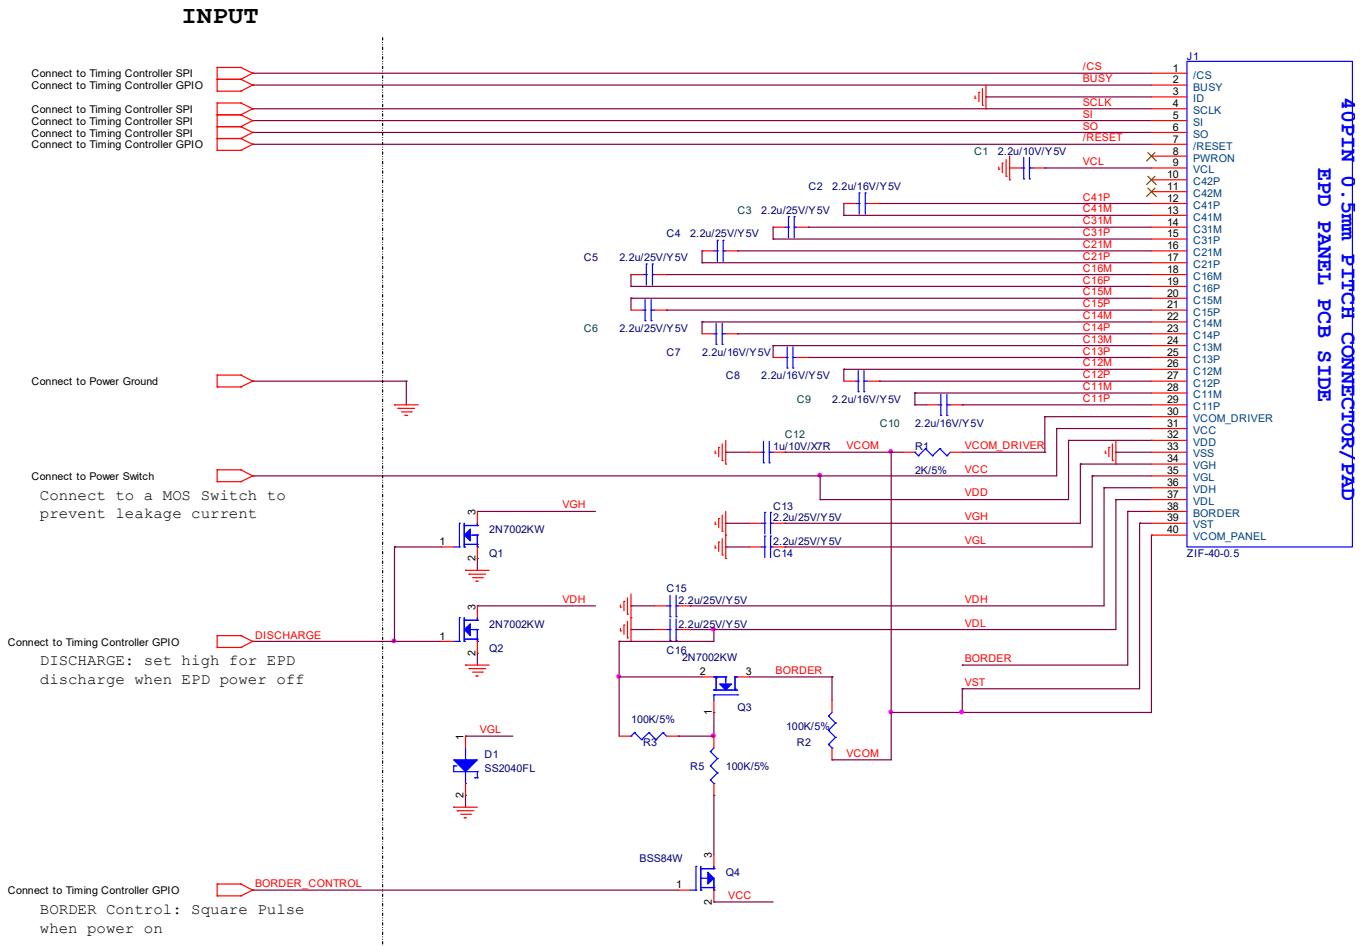 INPUT
Connect to Timing Controller SPI
Connect to Timing Controller GPIO
Connect to Timing Controller SPI
Connect to Timing Controller SPI
Connect to Timing Controller SPI
Connect to Timing Controller GPIO
Connect to Power Ground
Connect to Power Switch
Connect to a MOS Switch to
prevent leakage current
Connect to Timing Controller GPIO
DISCHARGE
DISCHARGE: set high for EPD
discharge when EPD power off
Connect to Timing Controller GPIO
BORDER_CONTROL
BORDER Control: Square Pulse
when power on
3 VGH
2N7002KW
1
Q1
2
3 VDH
2N7002KW
1
Q2
2
VGL
1
D1
SS2040FL
2
C1 2.2u/10V/Y5V
C2 2.2u/16V/Y5V
C3 2.2u/25V/Y5V
C4 2.2u/25V/Y5V
C5 2.2u/25V/Y5V
C6 2.2u/25V/Y5V
C7 2.2u/16V/Y5V
C8 2.2u/16V/Y5V
C9 2.2u/16V/Y5V
C10 2.2u/16V/Y5V
C12
1u/10V/X7R
VCOM
R1
2K/5%
VCOM_DRIVER
VCC
VDD
C13
2.2u/25V/Y5V
VGH
2.2u/25V/Y5V
C14
VGL
C15
2.2u/25V/Y5V
VDH
2.2u/25V/Y5V
C16
VDL
2N7002KW
2
3
BORDER
1
Q3
BORDER
VST
100K/5%
R3
100K/5%
R2
VCOM
R5
100K/5%
BSS84W
3
Q4
1
2
VCC
/CS
BUSY
SCLK
SI
SO
/RESET
VCL
C41P
C41M
C31M
C31P
C21M
C21P
C16M
C16P
C15M
C15P
C14M
C14P
C13M
C13P
C12M
C12P
C11M
C11P
J1
1 /CS
2 BUSY
3 ID
4 SCLK
5 SI
6 SO
7 /RESET
8 PWRON
9 VCL
10 C42P
11 C42M
12 C41P
13 C41M
14 C31M
15 C31P
16 C21M
17 C21P
18 C16M
19 C16P
20 C15M
21 C15P
22 C14M
23 C14P
24 C13M
25 C13P
26 C12M
27 C12P
28 C11M
29 C11P
30 VCOM_DRIVER
31 VCC
32 VDD
33 VSS
34 VGH
35 VGL
36 VDH
37 VDL
38 BORDER
39 VST
40 VCOM_PANEL
ZIF-40-0.5
40PIN 0.5mm PITCH CONNECTOR/PAD
EPD PANEL PCB SIDE